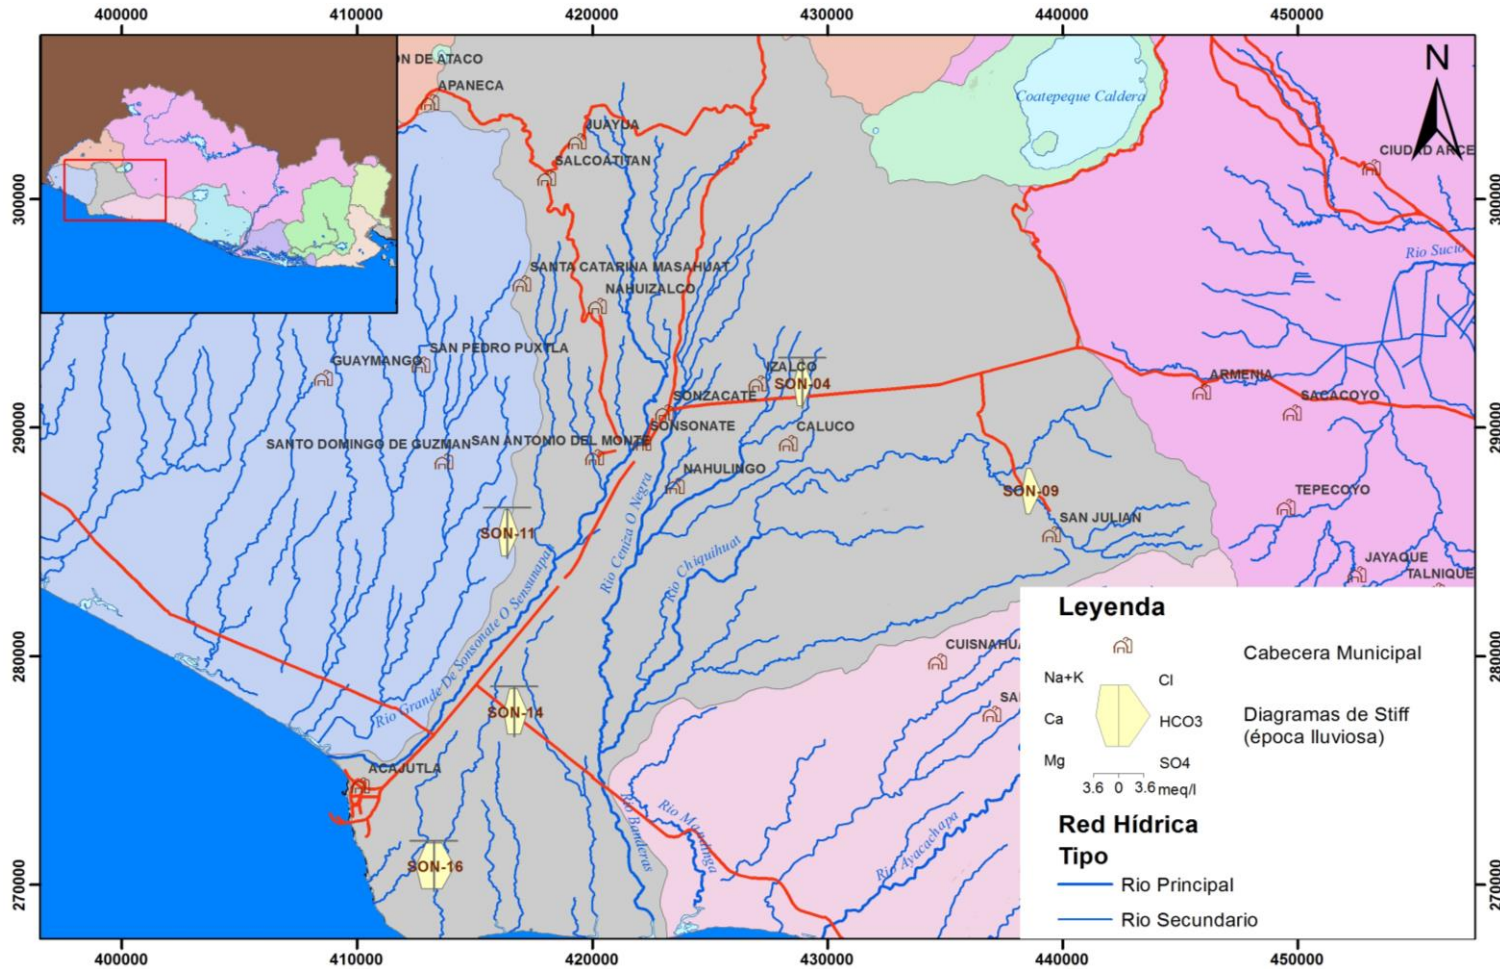 400000
410000
420000
430000
440000
450000
N
300000
290000
280000
270000
300000
290000
280000
270000
N DE ATACO
APANECA
JUAYUA
SALCOATITAN
Coatepeque Caldera
CIUDAD ARCE
Rio Sucio
SANTA CATARINA MASAHUAT
NAHUIZALCO
GUAYMANGO
SAN PEDRO PUXTLA
IZALCO
SON-04
SONZACATE
ARMENIA
SACACOYO
SANTO DOMINGO DE GUZMAN
SAN ANTONIO DEL MONTE
SONSONATE
CALUCO
NAHULINGO
SON-09
TEPECOYO
SAN JULIAN
SON-11
Rio Grande De Sonsonate O Sensunapan
Rio Ceniza O Negra
Rio Chiquihuat
JAYAQUE
TALNIQUE
CUISNAHUA
SA
SON-14
ACAJUTLA
SON-16
Rio Banderas
Rio Ayacachapa
Leyenda
Cabecera Municipal
Na+K
Cl
Ca
HCO3
Mg
SO4
3.6 0 3.6 meq/l
Diagramas de Stiff
(época lluviosa)
Red Hídrica
Tipo
Rio Principal
Rio Secundario
400000
410000
420000
430000
440000
450000